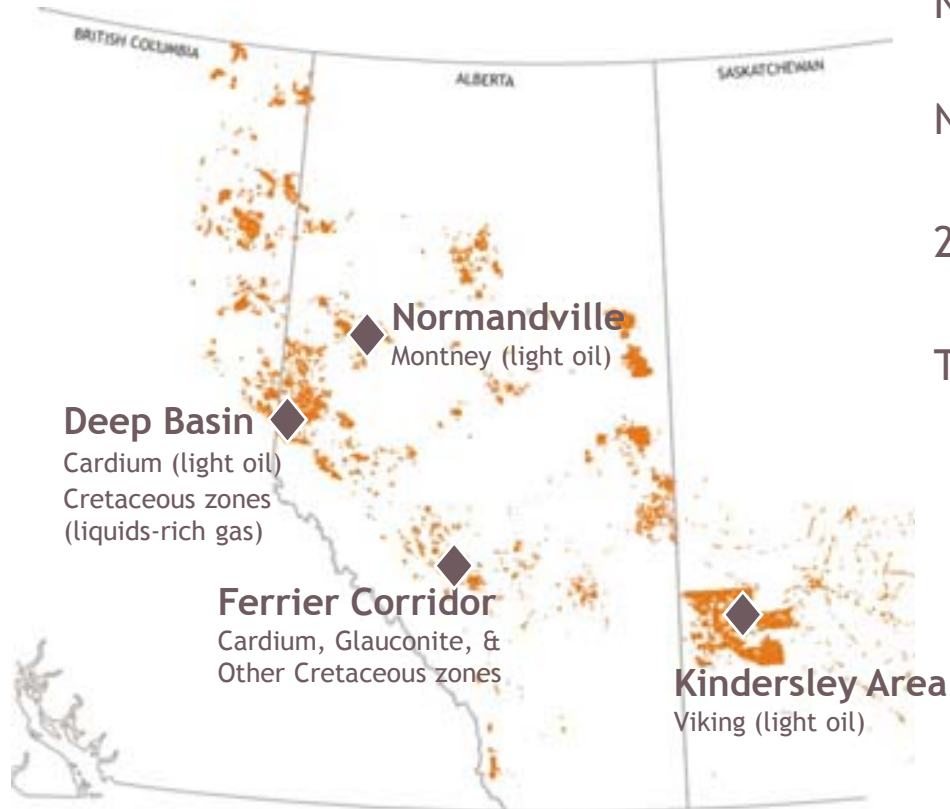 BRITISH COLUMBIA
ALBERTA
SASKATCHEWAN
Normandville
Montney (light oil)
Deep Basin
Cardium (light oil)
Cretaceous zones
(liquids-rich gas)
Ferrier Corridor
Cardium, Glauconite, &
Other Cretaceous zones
Kindersley Area
Viking (light oil)